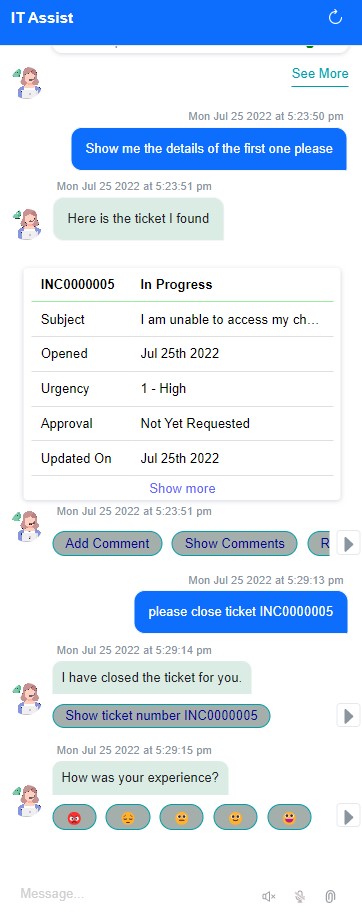 IT Assist
See More
Mon Jul 25 2022 at 5:23:50 pm
Show me the details of the first one please
Mon Jul 25 2022 at 5:23:51 pm
Here is the ticket I found
INC0000005 In Progress
Subject I am unable to access my ch...
Opened Jul 25th 2022
Urgency 1 - High
Approval Not Yet Requested
Updated On Jul 25th 2022
Show more
Mon Jul 25 2022 at 5:23:51 pm
Add Comment Show Comments R
Mon Jul 25 2022 at 5:29:13 pm
please close ticket INC0000005
Mon Jul 25 2022 at 5:29:14 pm
I have closed the ticket for you.
Show ticket number INC0000005
Mon Jul 25 2022 at 5:29:15 pm
How was your experience?
Message...